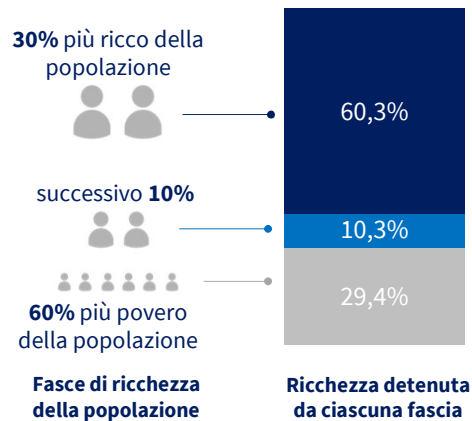 30% più ricco della
popolazione
60,3%
successivo 10%
10,3%
29,4%
60% più povero
della popolazione
Fasce di ricchezza
della popolazione
Ricchezza detenuta
da ciascuna fascia